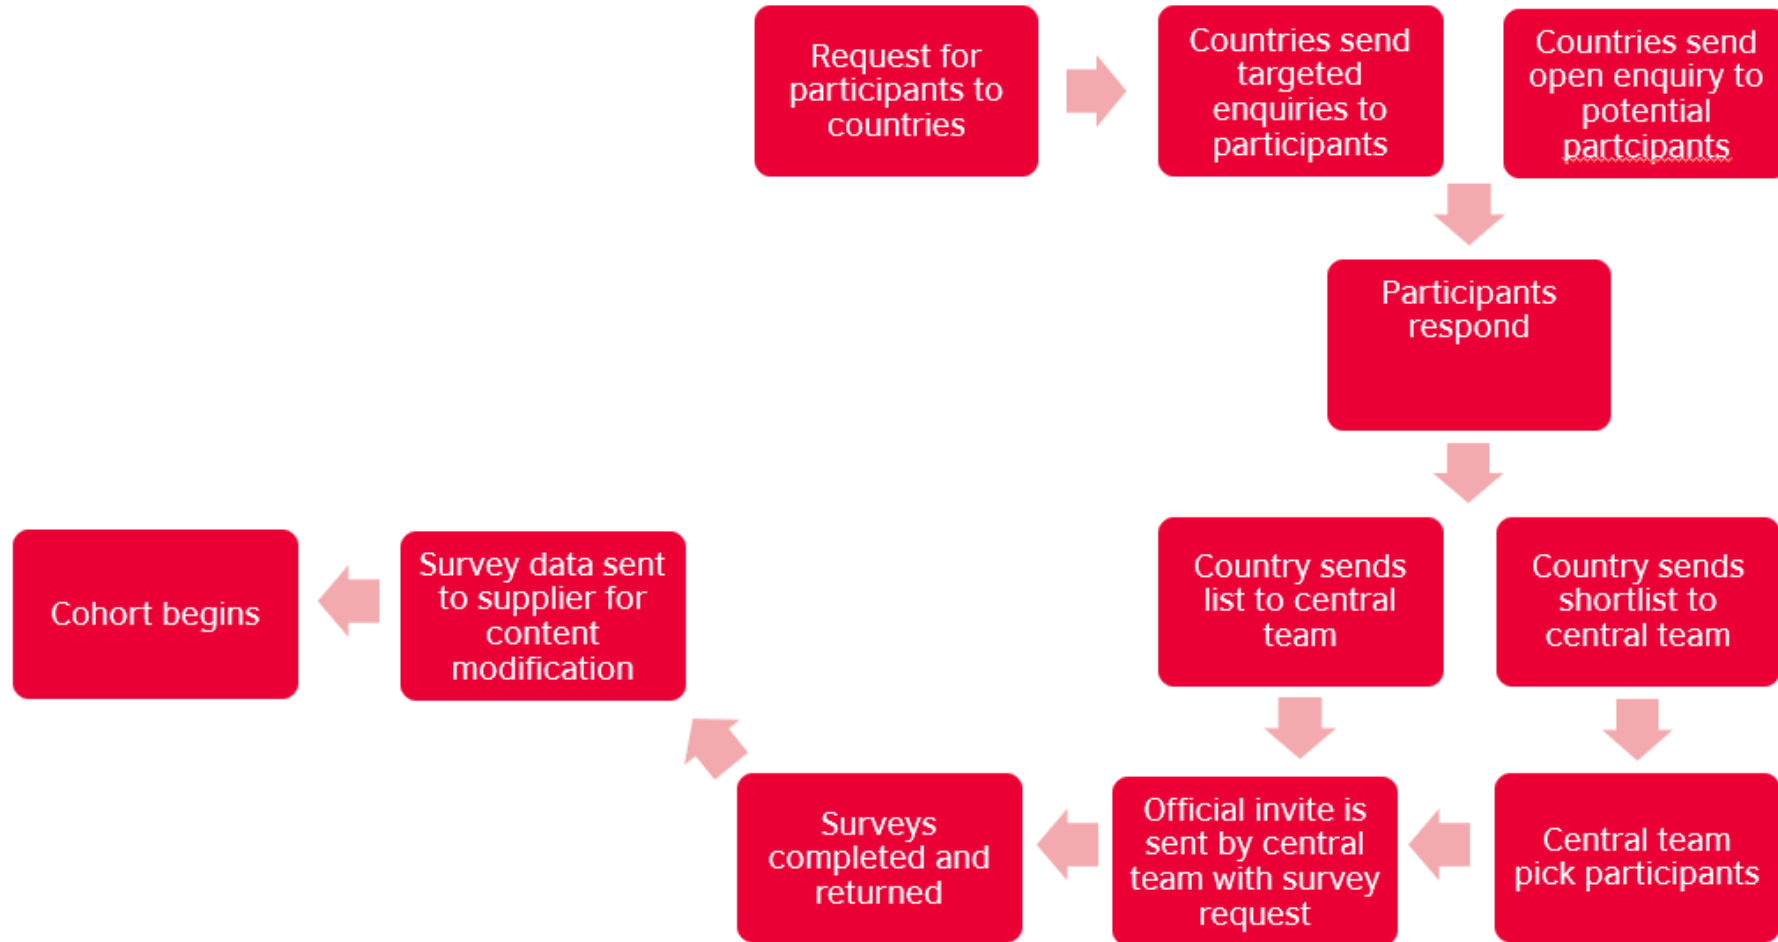 Request for
participants to
countries
Countries send
targeted
enquiries to
participants
Countries send
open enquiry to
potential
partcipants
Participants
respond
Country sends
list to central
team
Country sends
shortlist to
central team
Central team
pick participants
Official invite is
sent by central
team with survey
request
Surveys
completed and
returned
Survey data sent
to supplier for
content
modification
Cohort begins